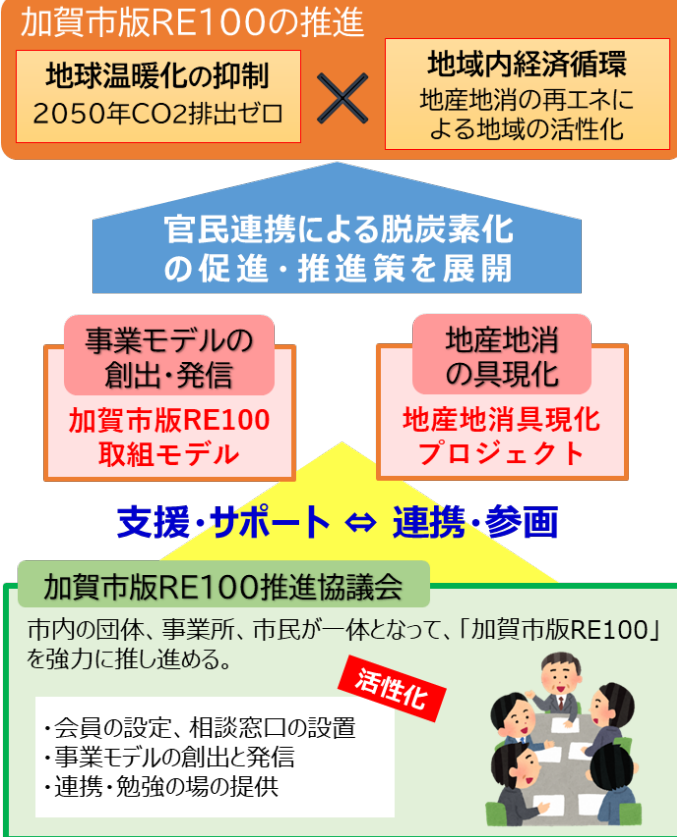 加賀市版RE100の推進
地球温暖化の抑制
2050年CO2排出ゼロ
地域内経済循環
地産地消の再エネに
よる地域の活性化
官民連携による脱炭素化
の促進・推進策を展開
事業モデルの
創出・発信
加賀市版RE100
取組モデル
地産地消
の具現化
地産地消具現化
プロジェクト
支援・サポート ⇔ 連携・参画
加賀市版RE100推進協議会
市内の団体、事業所、市民が一体となって、「加賀市版RE100」
を強力に推し進める。
活性化
・会員の設定、相談窓口の設置
・事業モデルの創出と発信
・連携・勉強の場の提供